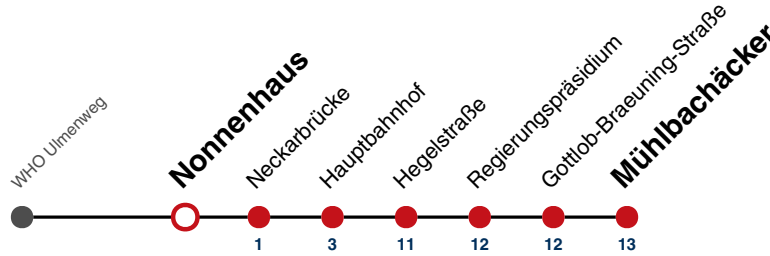 WHO Ulmenweg
Nonnenhaus
Neckarbrücke
Hauptbahnhof
Hegelstraße
Regierungspräsidium
Gottlob-Braeuning-Straße
Mühlbachäcker
1 3 11 12 12 13